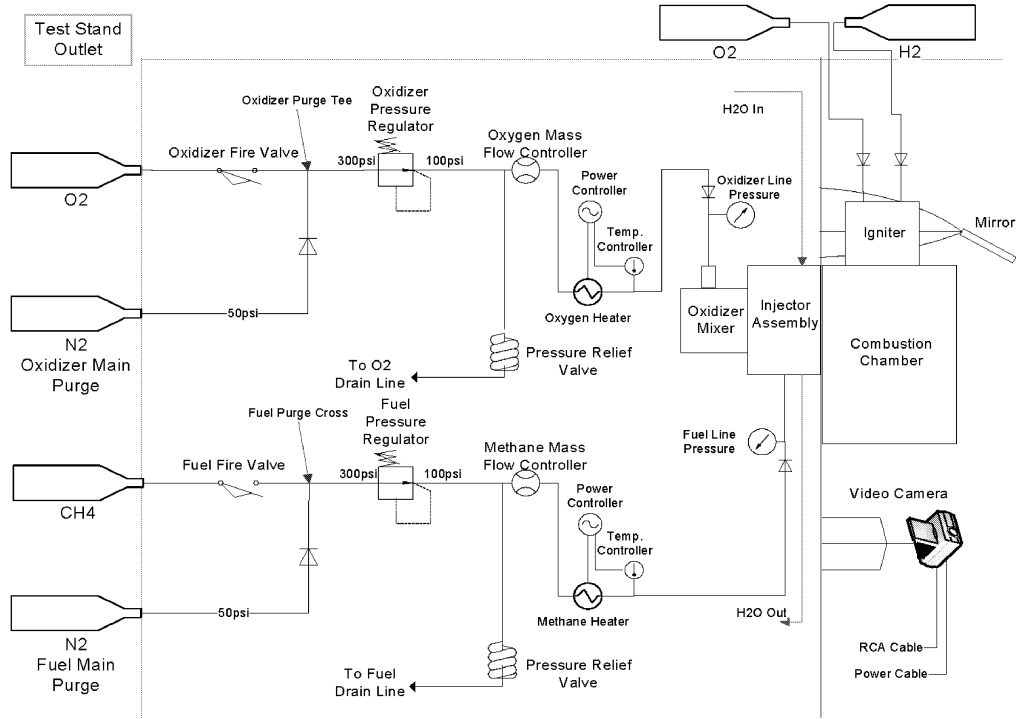 Test Stand
Outlet
O2
H2
Oxidizer Purge Tee
Oxidizer
Pressure
Regulator
H2O In
Oxidizer Fire Valve
300psi
100psi
Oxygen Mass
Flow Controller
O2
Power
Controller
Temp.
Controller
Oxidizer Line
Pressure
Igniter
Mirror
50psi
Oxygen Heater
Oxidizer
Mixer
Injector
Assembly
Combustion
Chamber
N2
Oxidizer Main
Purge
To O2
Drain Line
Pressure Relief
Valve
Fuel Purge Cross
Fuel
Pressure
Regulator
Fuel Fire Valve
300psi
100psi
Methane Mass
Flow Controller
Fuel Line
Pressure
CH4
Power
Controller
Temp.
Controller
Video Camera
50psi
Methane Heater
H2O Out
N2
Fuel Main
Purge
To Fuel
Drain Line
Pressure Relief
Valve
RCA Cable
Power Cable